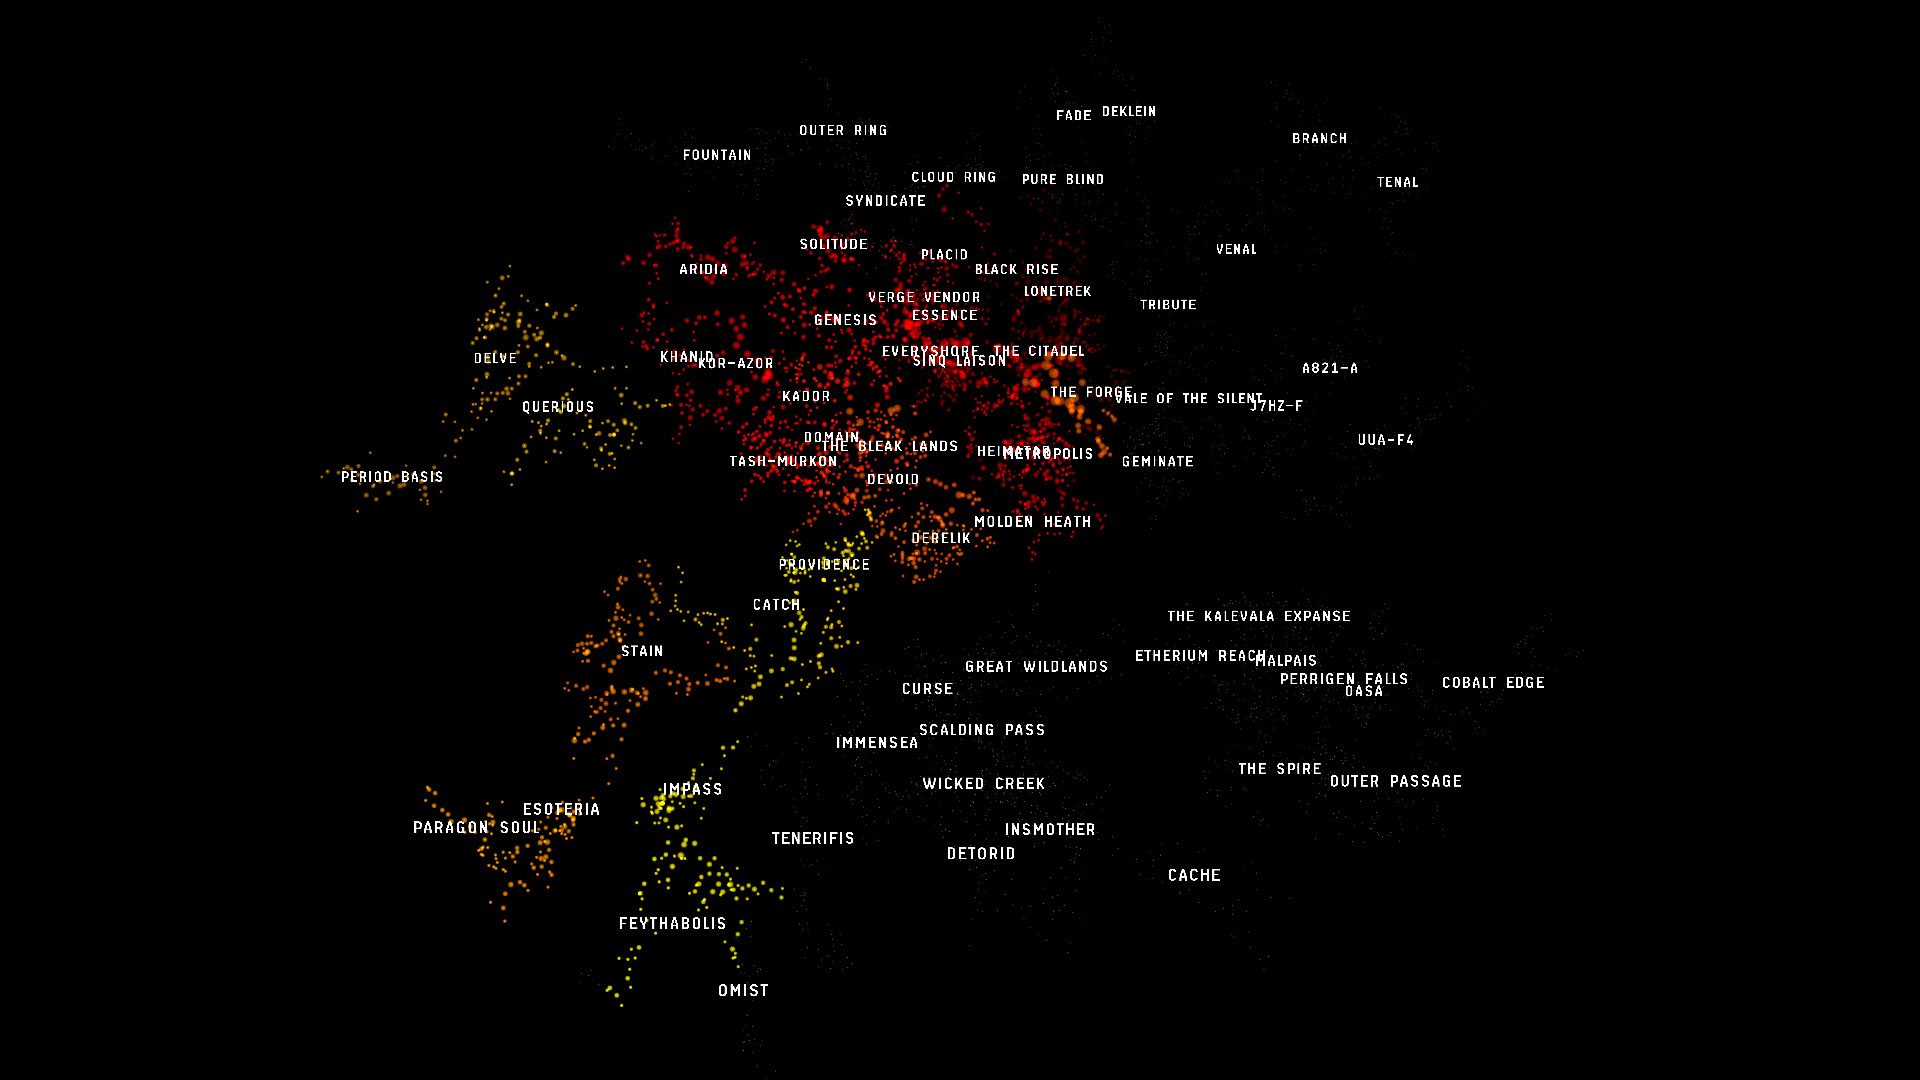 FADE
DEKLEIN
OUTER RING
BRANCH
FOUNTAIN
CLOUD RING
PURE BLIND
TENAL
SYNDICATE
SOLITUDE
VENAL
PLACID
ARIDIA
BLACK RISE
LONETREK
VERGE VENDOR
TRIBUTE
ESSENCE
GENESIS
EVERYSHORE
THE CITADEL
DELVE
KHANID
SINQ LAISON
KOR-AZOR
A821-A
THE FORGE
KADOR
VALE OF THE SILENT
J7HZ-F
QUERIOUS
DOMAIN
UUA-F4
THE BLEAK LANDS
HEIMATAR
METROPOLIS
TASH-MURKON
GEMINATE
PERIOD BASIS
DEVOID
MOLDEN HEATH
DERELIK
PROVIDENCE
CATCH
THE KALEVALA EXPANSE
STAIN
ETHERIUM REACH
MALPAIS
GREAT WILDLANDS
PERRIGEN FALLS
COBALT EDGE
CURSE
OASA
SCALDING PASS
IMMENSEA
THE SPIRE
OUTER PASSAGE
WICKED CREEK
IMPASS
ESOTERIA
PARAGON SOUL
INSMOTHER
TENERIFIS
DETORID
CACHE
FEYTHABOLIS
OMIST